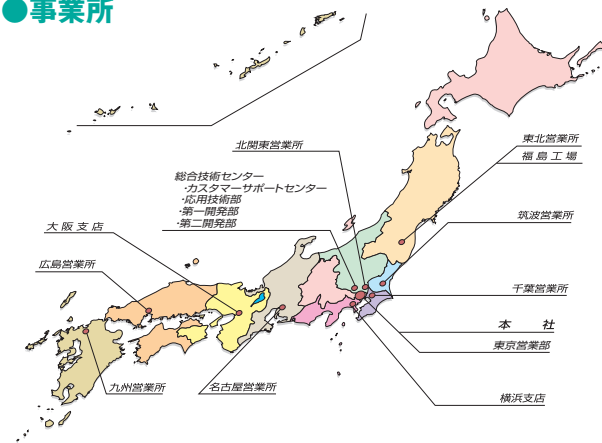 ●事業所
北関東営業所
総合技術センター
・カスタマーサポートセンター
・応用技術部
・第一開発部
・第二開発部
大阪支店
広島営業所
九州営業所
名古屋営業所
東北営業所
福島工場
筑波営業所
千葉営業所
本社
東京営業部
横浜支店